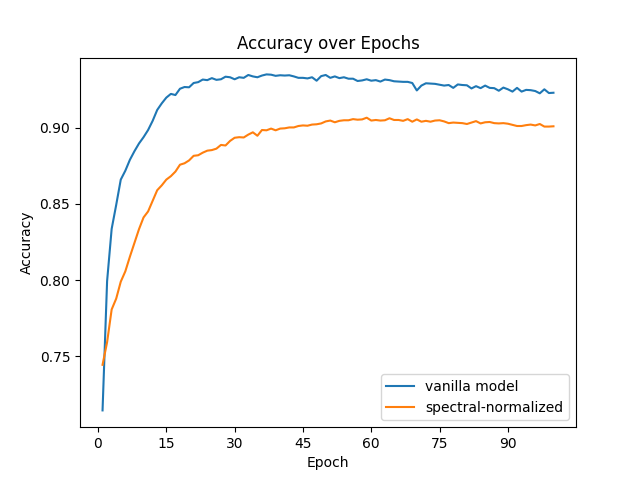 Accuracy over Epochs
Accuracy
0.90
0.85
0.80
0.75
0
15
30
45
60
75
90
Epoch
vanilla model
spectral-normalized